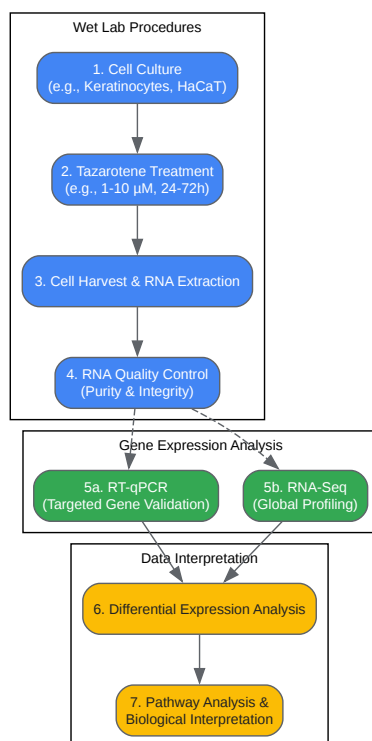 Wet Lab Procedures
1. Cell Culture
(e.g., Keratinocytes, HaCaT)
2. Tazarotene Treatment
(e.g., 1-10 µM, 24-72h)
3. Cell Harvest & RNA Extraction
4. RNA Quality Control
(Purity & Integrity)
Gene Expression Analysis
5a. RT-qPCR
(Targeted Gene Validation)
5b. RNA-Seq
(Global Profiling)
Data Interpretation
6. Differential Expression Analysis
7. Pathway Analysis &
Biological Interpretation